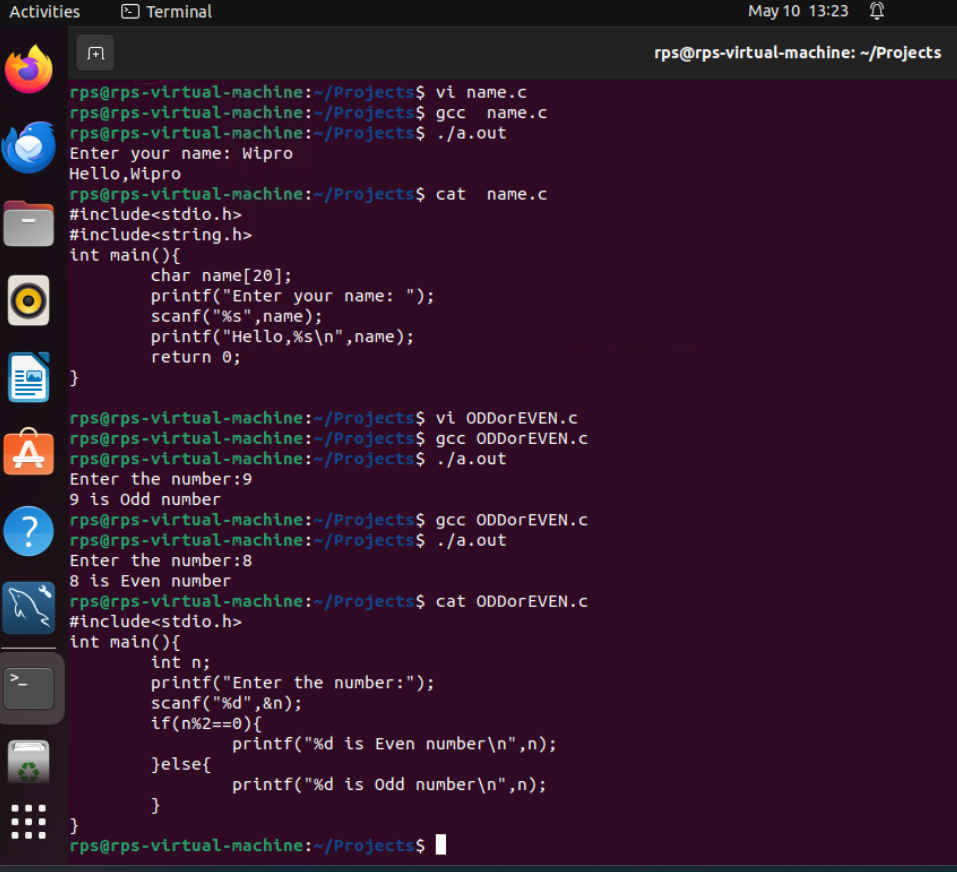 Activities Terminal May 10 13:23
rps@rps-virtual-machine: ~/Projects
rps@rps-virtual-machine:~/Projects$ vi name.c
rps@rps-virtual-machine:~/Projects$ gcc  name.c
rps@rps-virtual-machine:~/Projects$ ./a.out
Enter your name: Wipro
Hello,Wipro
rps@rps-virtual-machine:~/Projects$ cat  name.c
#include<stdio.h>
#include<string.h>
int main(){
        char name[20];
        printf("Enter your name: ");
        scanf("%s",name);
        printf("Hello,%s\n",name);
        return 0;
}
rps@rps-virtual-machine:~/Projects$ vi ODDorEVEN.c
rps@rps-virtual-machine:~/Projects$ gcc ODDorEVEN.c
rps@rps-virtual-machine:~/Projects$ ./a.out
Enter the number:9
9 is Odd number
rps@rps-virtual-machine:~/Projects$ gcc ODDorEVEN.c
rps@rps-virtual-machine:~/Projects$ ./a.out
Enter the number:8
8 is Even number
rps@rps-virtual-machine:~/Projects$ cat ODDorEVEN.c
#include<stdio.h>
int main(){
        int n;
        printf("Enter the number:");
        scanf("%d",&n);
        if(n%2==0){
                printf("%d is Even number\n",n);
        }else{
                printf("%d is Odd number\n",n);
        }
}
rps@rps-virtual-machine:~/Projects$